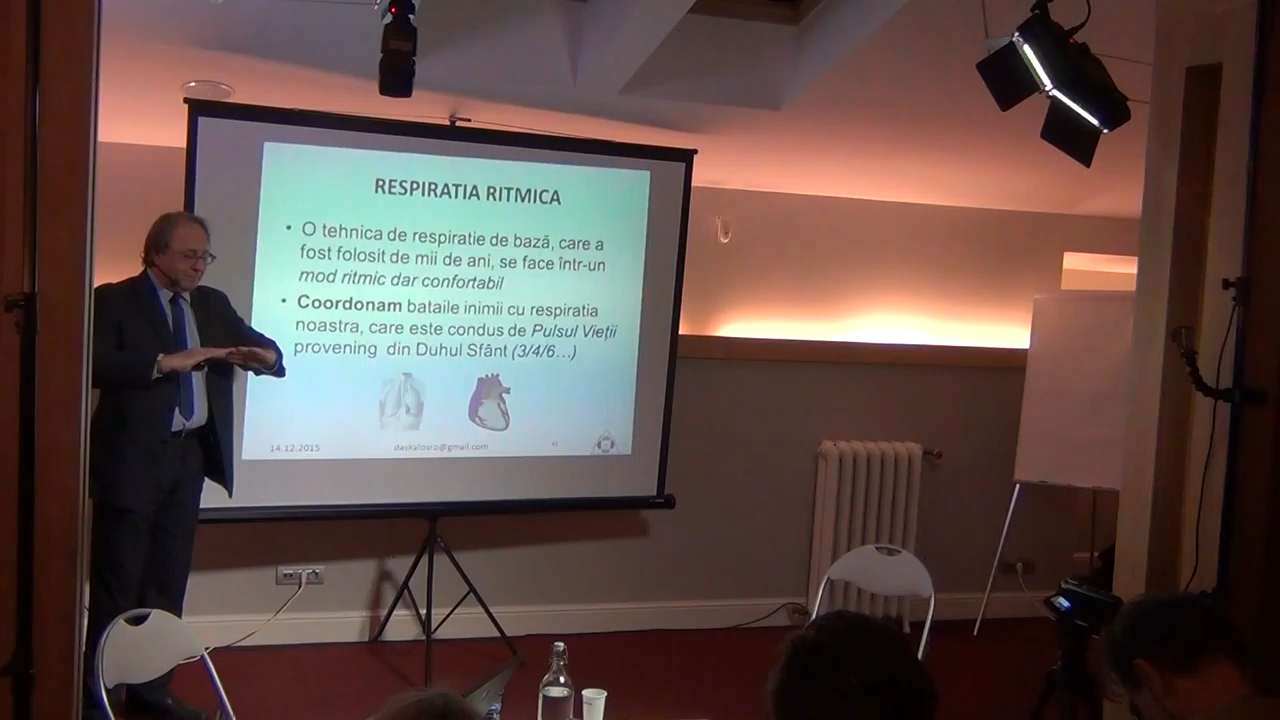 RESPIRATIA RITMICA
• O tehnica de respiratie de bază, care a
fost folosit de mii de ani, se face într-un
mod ritmic dar confortabil
• Coordonam bataile inimii cu respiratia
noastra, care este condus de Pulsul Vieții
provening din Duhul Sfânt (3/4/6…)
14.12.2015 daskalosro@gmail.com